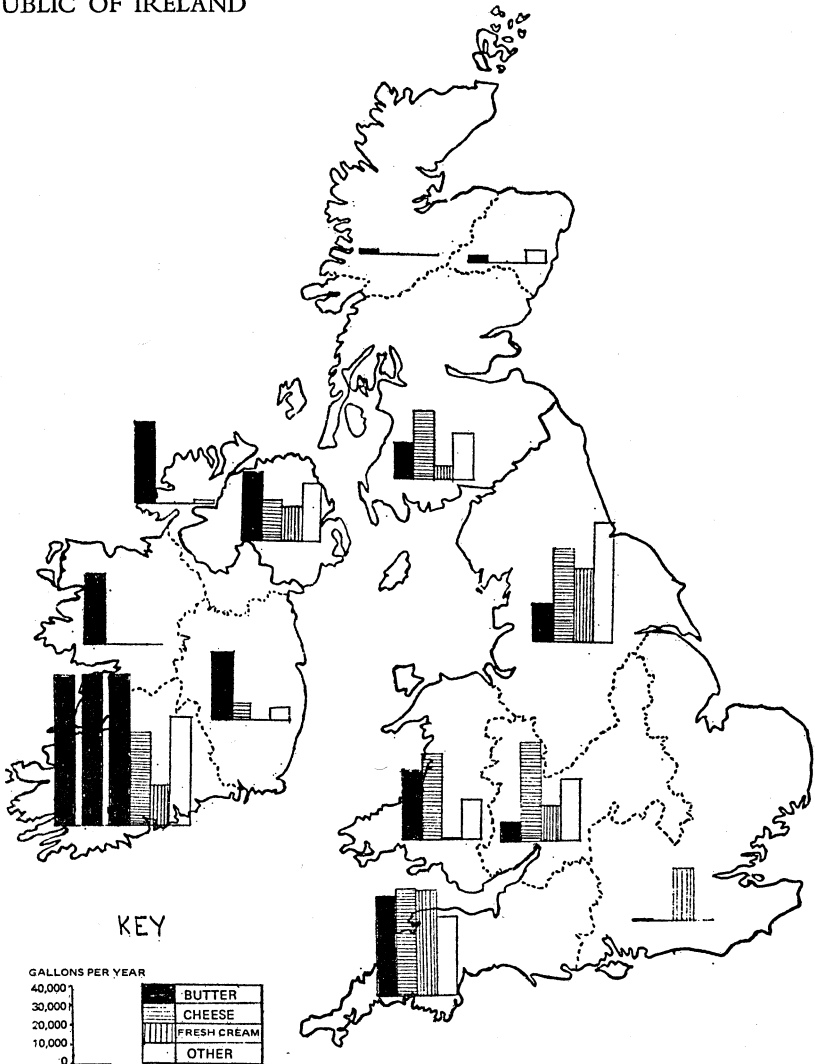 UBLIC OF IRELAND
KEY
GALLONS PER YEAR
40,000
30,000
20,000
10,000
0
BUTTER
CHEESE
FRESH CREAM
OTHER